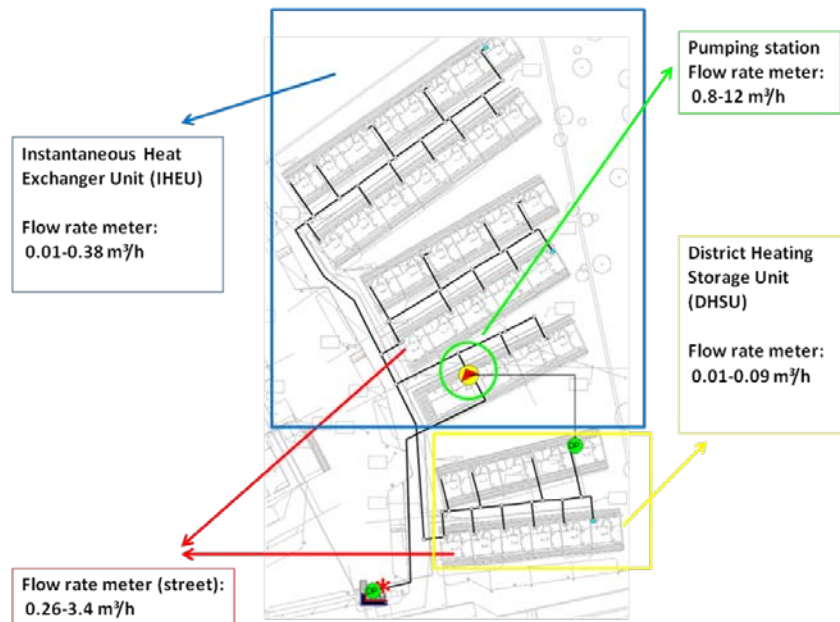 Pumping station
Flow rate meter:
0.8-12 m³/h
Instantaneous Heat
Exchanger Unit (IHEU)
Flow rate meter:
0.01-0.38 m³/h
District Heating
Storage Unit
(DHSU)
Flow rate meter:
0.01-0.09 m³/h
DP
Flow rate meter (street):
0.26-3.4 m³/h
DP